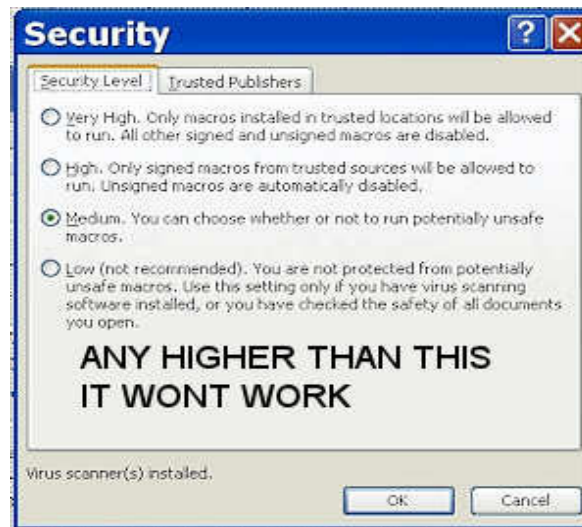 Security
Security Level Trusted Publishers
Very High. Only macros installed in trusted locations will be allowed
to run. All other signed and unsigned macros are disabled.
High. Only signed macros from trusted sources will be allowed to
run. Unsigned macros are automatically disabled.
Medium. You can choose whether or not to run potentially unsafe
macros.
Low (not recommended). You are not protected from potentially
unsafe macros. Use this setting only if you have virus scanning
software installed, or you have checked the safety of all documents
you open.
ANY HIGHER THAN THIS
IT WONT WORK
Virus scanner(s) installed.
OK Cancel